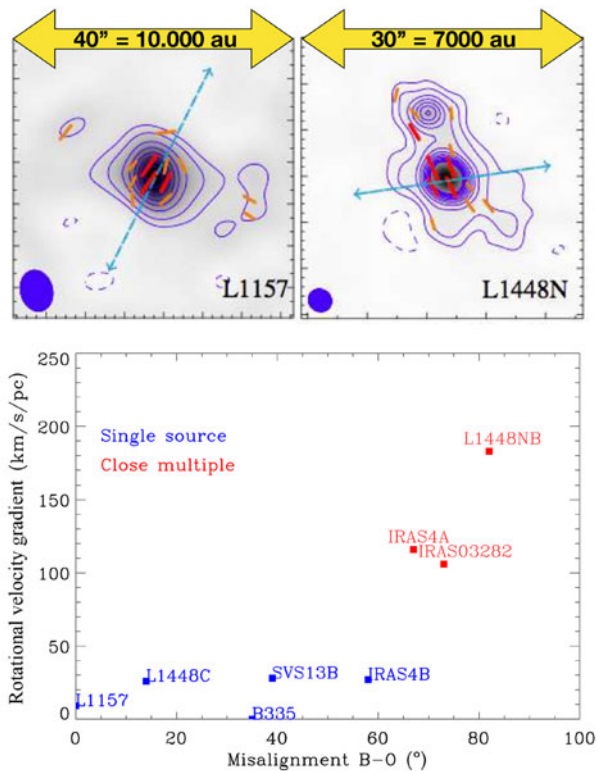 40” = 10.000 au
30” = 7000 au
L1157
L1448N
Rotational velocity gradient (km/s/pc)
250
200
150
100
50
0
Single source
Close multiple
L1448NB
IRAS4A
IRAS03282
L1157
L1448C
SVS13B
B335
IRAS4B
0
20
40
60
80
100
Misalignment B-O (°)